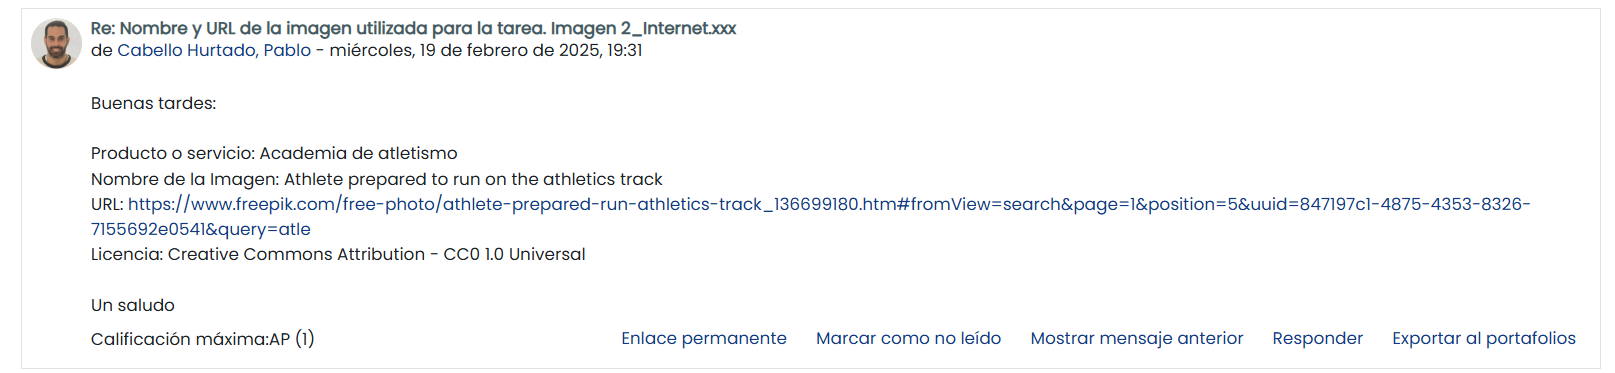 Re: Nombre y URL de la imagen utilizada para la tarea. Imagen 2_Internet.xxx
de Cabello Hurtado, Pablo - miércoles, 19 de febrero de 2025, 19:31
Buenas tardes:
Producto o servicio: Academia de atletismo
Nombre de la Imagen: Athlete prepared to run on the athletics track
URL: https://www.freepik.com/free-photo/athlete-prepared-run-athletics-track_136699180.htm#fromView=search&page=1&position=5&uuid=847197c1-4875-4353-8326-
7155692e0541&query=atle
Licencia: Creative Commons Attribution - CC0 1.0 Universal
Un saludo
Calificación máxima:AP (1)
Enlace permanente Marcar como no leído Mostrar mensaje anterior Responder Exportar al portafolios